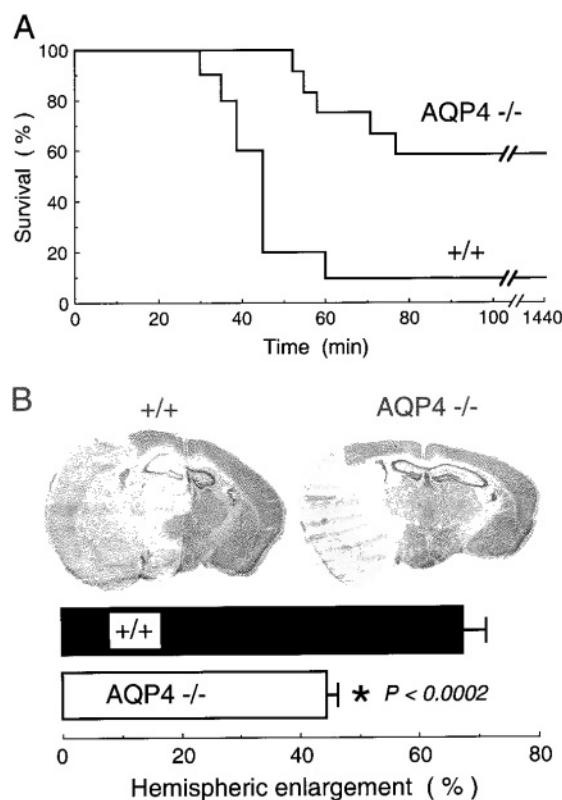 A
100
80
60
40
20
0
Survival (%)
AQP4 -/-
+/+
0 20 40 60 80 100 1440
Time (min)
B
+/+ AQP4 -/-
+/+
AQP4 -/- * P < 0.0002
0 20 40 60 80
Hemispheric enlargement (%)